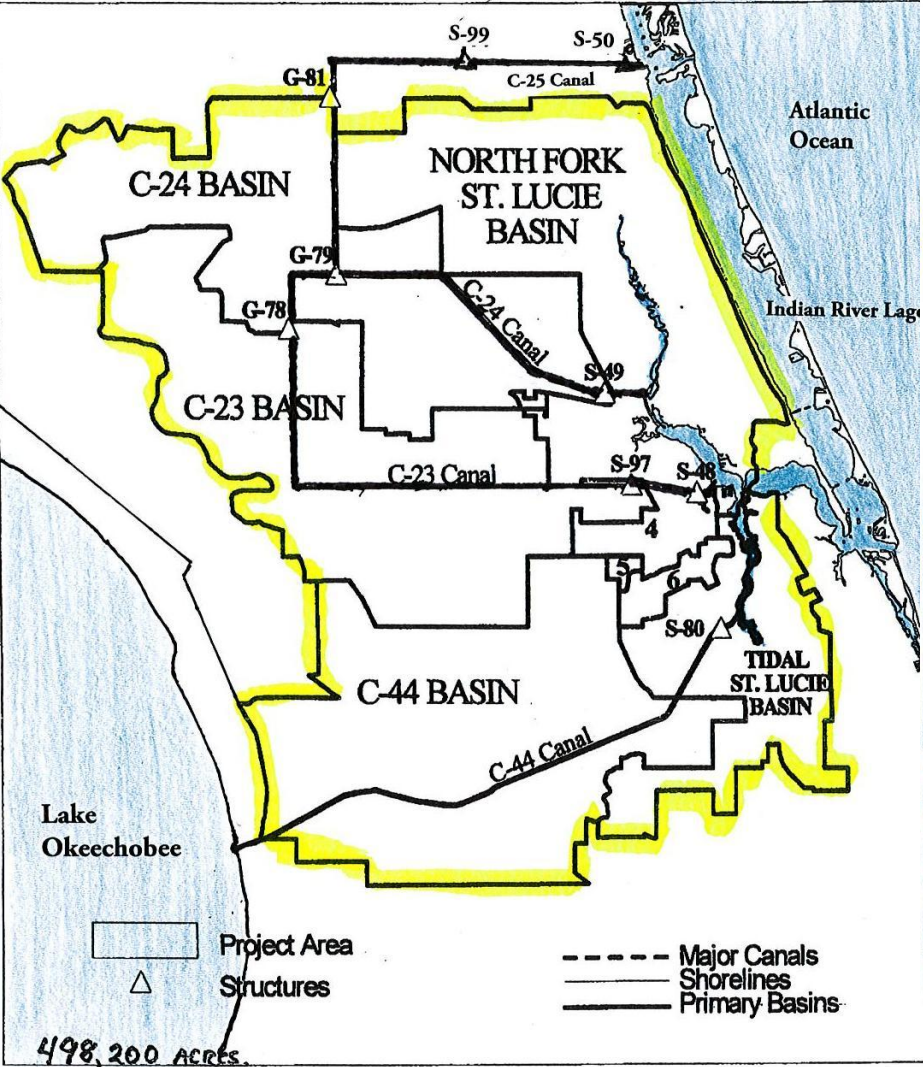 S-99
S-50
G-81
C-25 Canal
Atlantic
Ocean
C-24 BASIN
NORTH FORK
ST. LUCIE
BASIN
G-79
G-78
C-24 Canal
Indian River Lago
S-49
C-23 BASIN
C-23 Canal
S-97
S-48
4
5
6
S-80
TIDAL
ST. LUCIE
BASIN
C-44 BASIN
C-44 Canal
Lake
Okeechobee
Project Area
Structures
Major Canals
Shorelines
Primary Basins
498,200 ACRES.